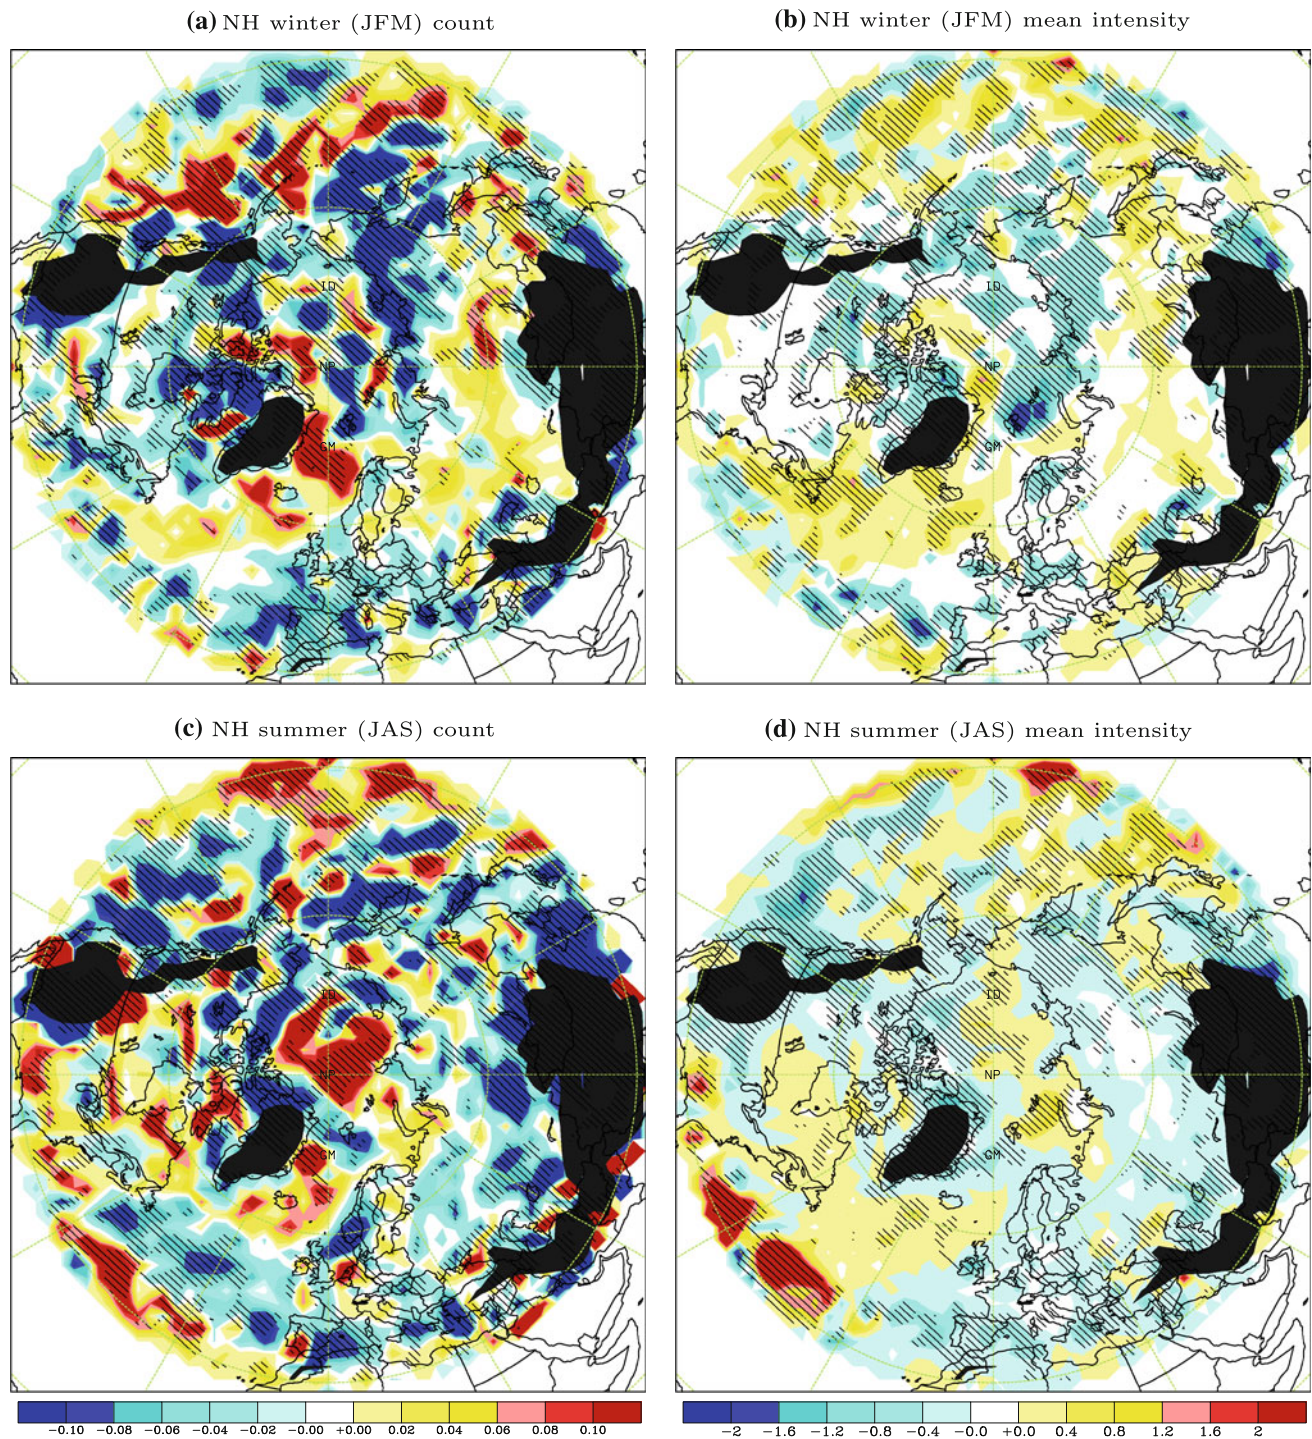 (a) NH winter (JFM) count
(b) NH winter (JFM) mean intensity
ID
NP
GM
ID
NP
GM
(c) NH summer (JAS) count
(d) NH summer (JAS) mean intensity
ID
NP
GM
ID
NP
GM
−0.10 −0.08 −0.06 −0.04 −0.02 −0.00 +0.00 0.02 0.04 0.06 0.08 0.10
−2 −1.6 −1.2 −0.8 −0.4 −0.0 +0.0 0.4 0.8 1.2 1.6 2